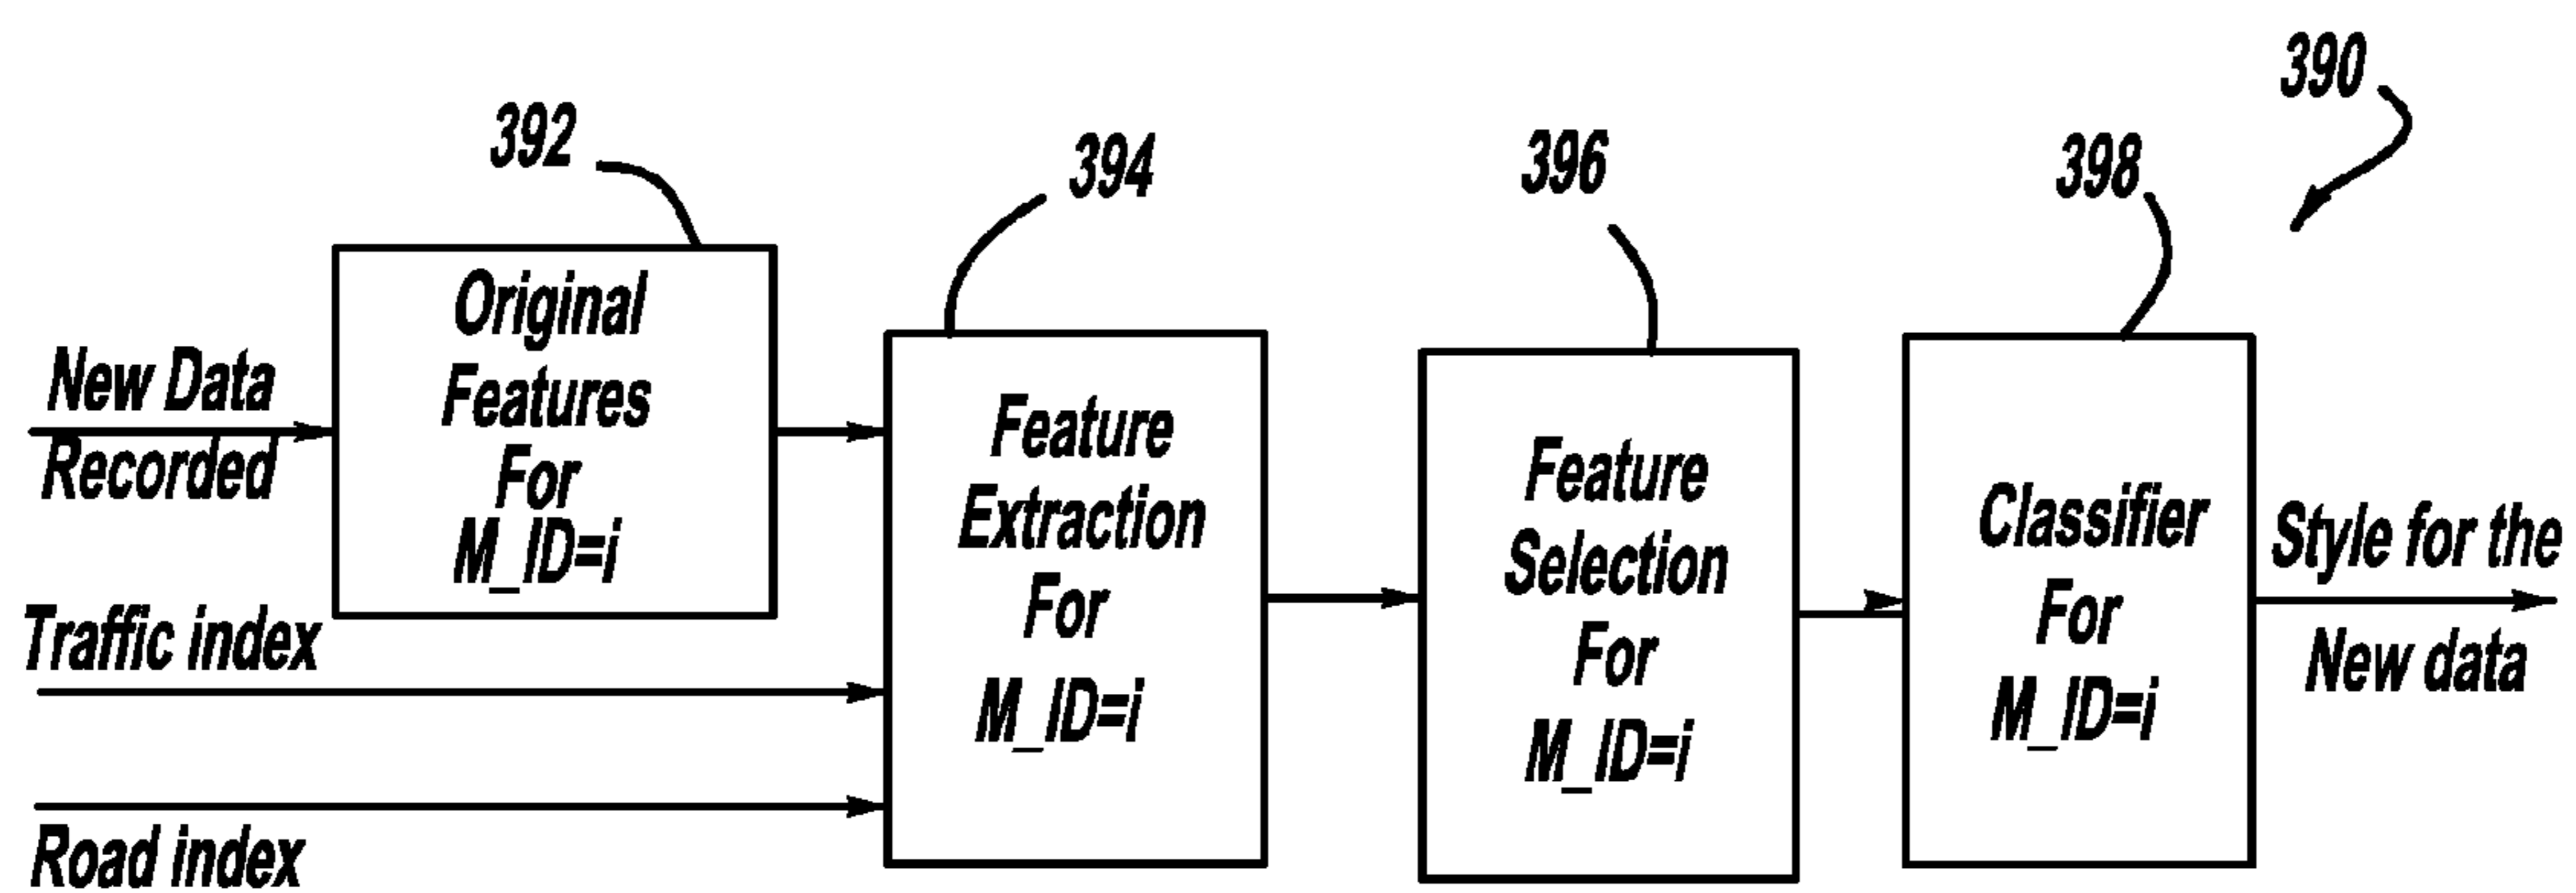 390
392
394
396
398
New Data
Recorded
Original
Features
For
M_ID=i
Traffic index
Road index
Feature
Extraction
For
M_ID=i
Feature
Selection
For
M_ID=i
Classifier
For
M_ID=i
Style for the
New data